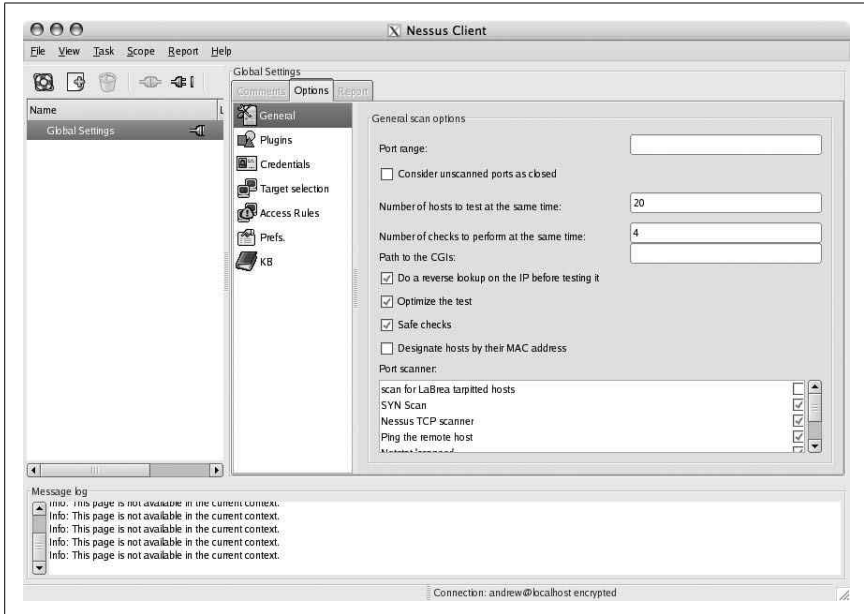 Nessus Client
File View Task Scope Report Help
Global Settings
Comments Options Report
Name L
Global Settings
General
Plugins
Credentials
Target selection
Access Rules
Prefs.
KB
General scan options
Port range:
Consider unscanned ports as closed
Number of hosts to test at the same time: 20
Number of checks to perform at the same time: 4
Path to the CGIs:
Do a reverse lookup on the IP before testing it
Optimize the test
Safe checks
Designate hosts by their MAC address
Port scanner:
scan for LaBrea tarpitted hosts
SYN Scan
Nessus TCP scanner
Ping the remote host
Message log
Info: This page is not available in the current context.
Info: This page is not available in the current context.
Info: This page is not available in the current context.
Info: This page is not available in the current context.
Info: This page is not available in the current context.
Connection: andrew@localhost encrypted